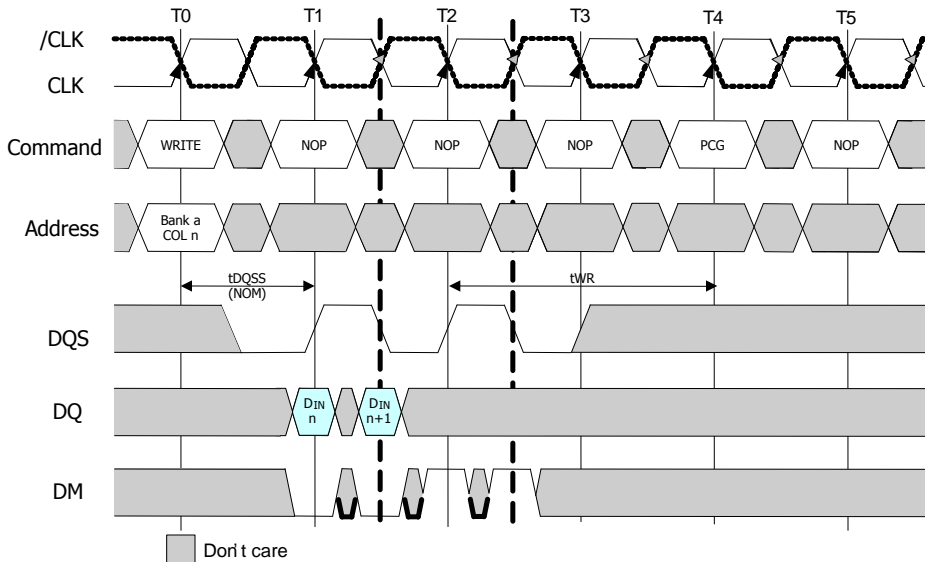 T0 T1 T2 T3 T4 T5
/CLK
CLK
Command WRITE NOP NOP NOP PCG NOP
Address Bank a
COL n
tDQSS
(NOM)
tWR
DQS
DQ DIN
n
DIN
n+1
DM
Don't care